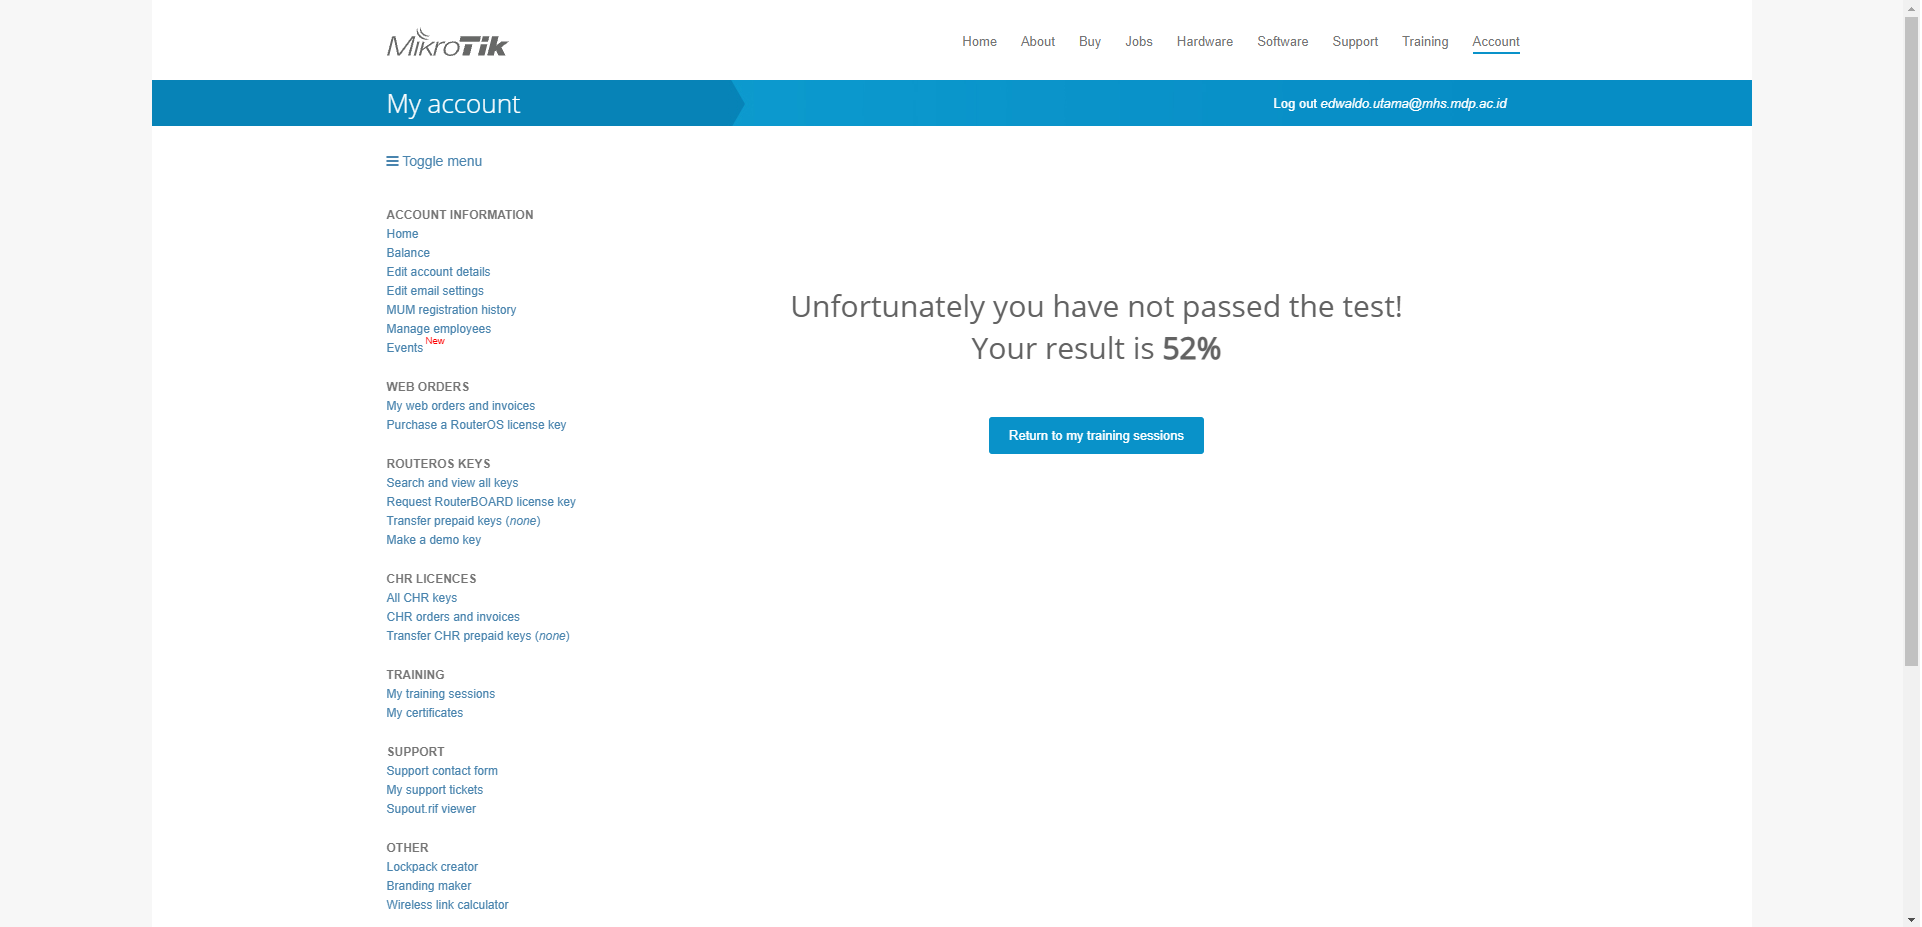 MikroTik
Home About Buy Jobs Hardware Software Support Training Account
My account
Log out edwaldo.utama@mhs.mdp.ac.id
Toggle menu
ACCOUNT INFORMATION
Home
Balance
Edit account details
Edit email settings
MUM registration history
Manage employees
Events New
WEB ORDERS
My web orders and invoices
Purchase a RouterOS license key
ROUTEROS KEYS
Search and view all keys
Request RouterBOARD license key
Transfer prepaid keys (none)
Make a demo key
CHR LICENCES
All CHR keys
CHR orders and invoices
Transfer CHR prepaid keys (none)
TRAINING
My training sessions
My certificates
SUPPORT
Support contact form
My support tickets
Supout.rif viewer
OTHER
Lockpack creator
Branding maker
Wireless link calculator
Unfortunately you have not passed the test!
Your result is 52%
Return to my training sessions